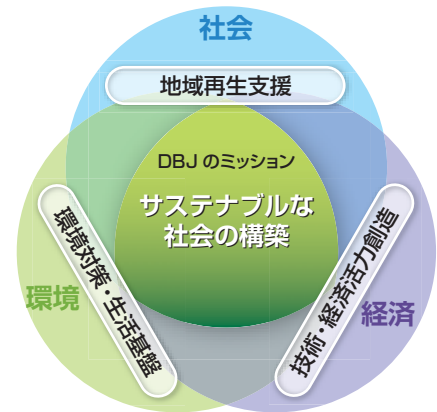 社会
地域再生支援
DBJ のミッション
サステナブルな
社会の構築
環境対策・生活基盤
技術・経済活力創造
環境
経済